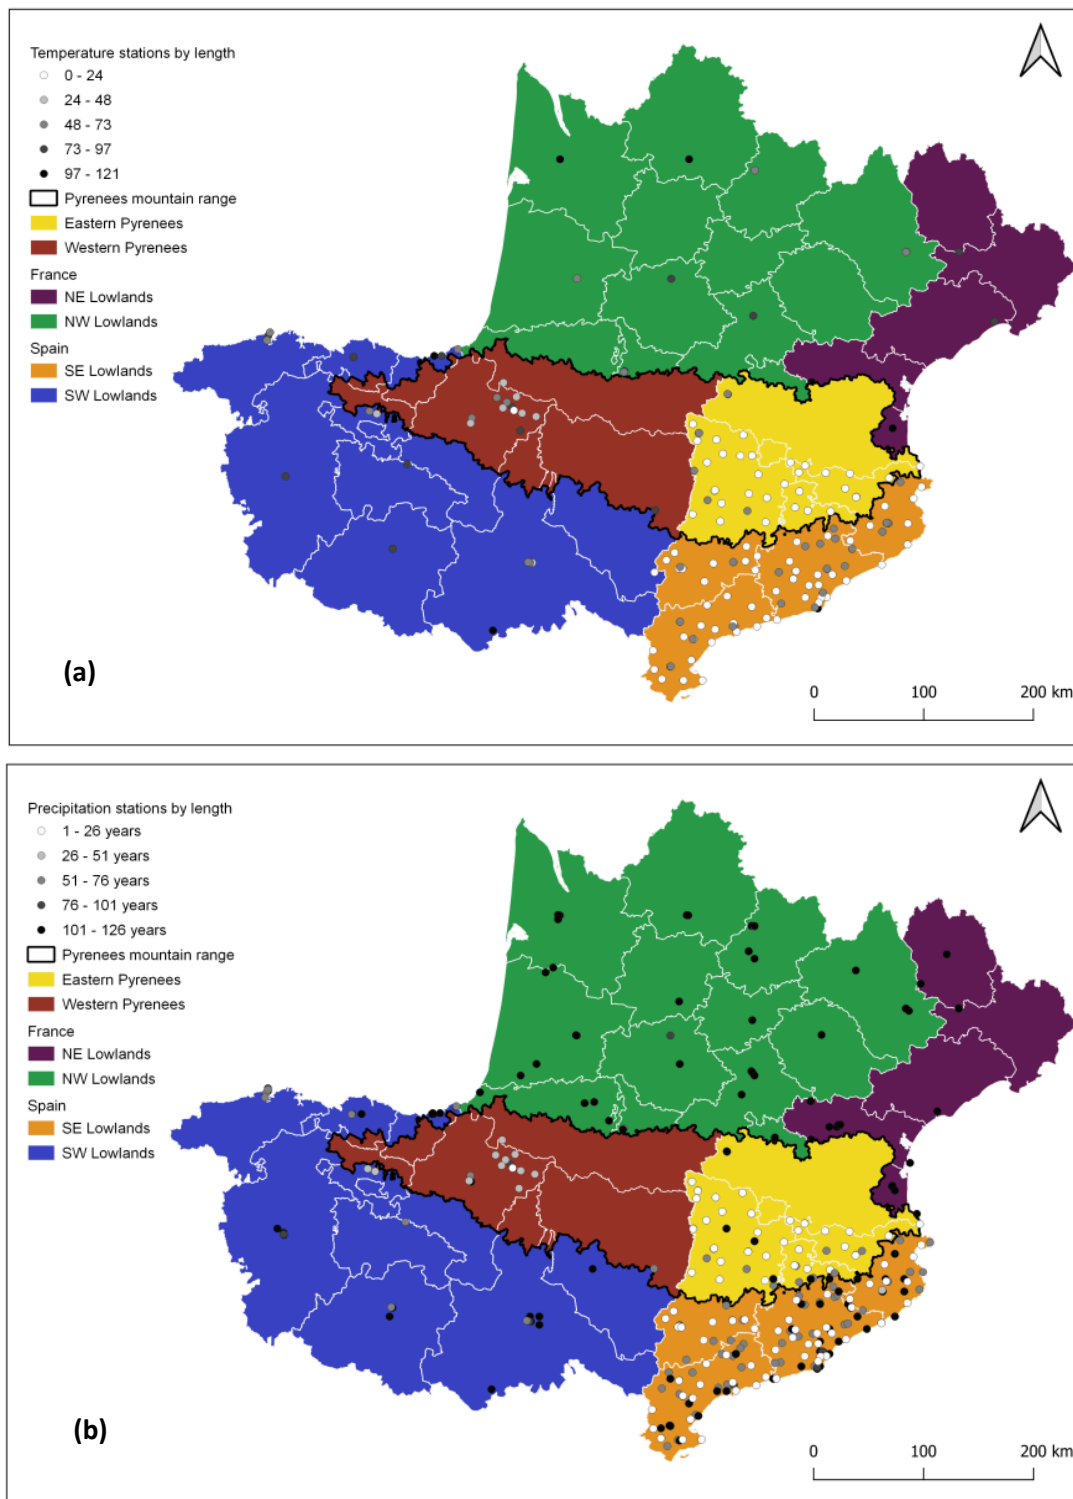 Temperature stations by length
0 - 24
24 - 48
48 - 73
73 - 97
97 - 121
Pyrenees mountain range
Eastern Pyrenees
Western Pyrenees
France
NE Lowlands
NW Lowlands
Spain
SE Lowlands
SW Lowlands
(a)
0 100 200 km
Precipitation stations by length
1 - 26 years
26 - 51 years
51 - 76 years
76 - 101 years
101 - 126 years
Pyrenees mountain range
Eastern Pyrenees
Western Pyrenees
France
NE Lowlands
NW Lowlands
Spain
SE Lowlands
SW Lowlands
(b)
0 100 200 km